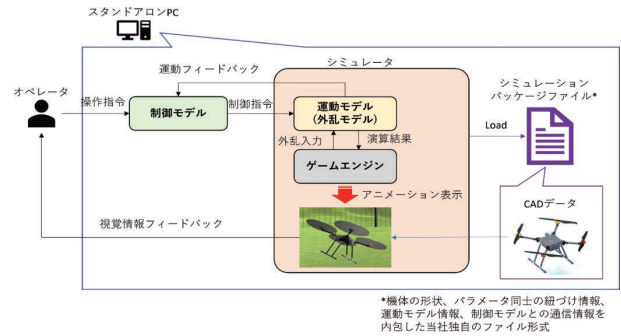 スタンドアロンPC
シミュレータ
運動フィードバック
オペレータ
操作指令
制御モデル
制御指令
運動モデル
(外乱モデル)
外乱入力
演算結果
ゲームエンジン
アニメーション表示
視覚情報フィードバック
シミュレーション
パッケージファイル*
Load
CADデータ
*機体の形状、パラメータ同士の紐づけ情報、
運動モデル情報、制御モデルとの通信情報を
内包した当社独自のファイル形式